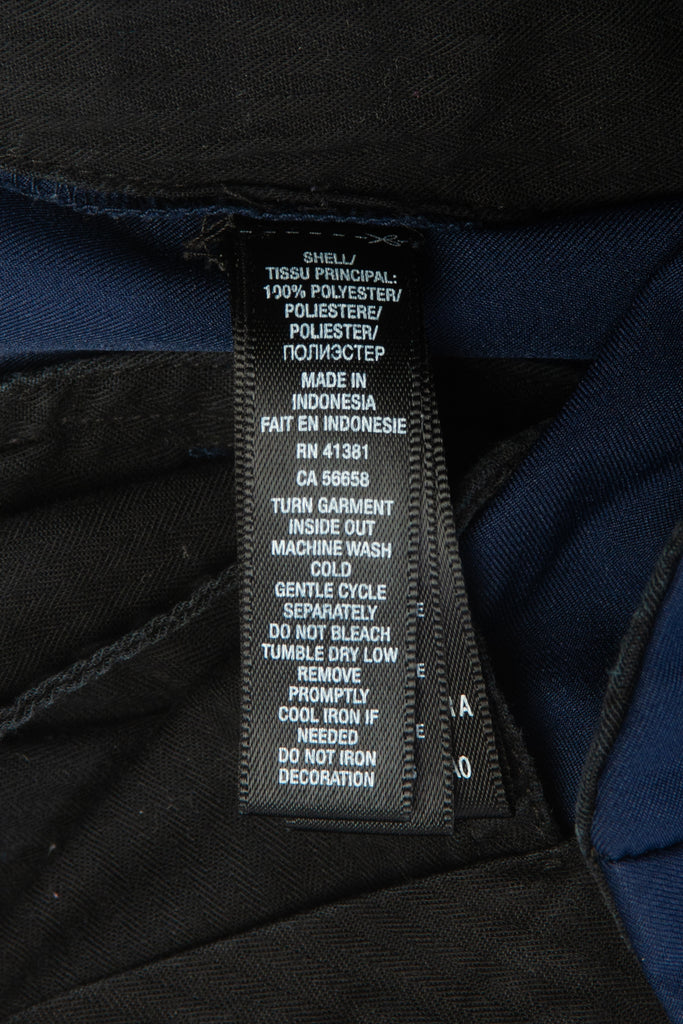 SHELL/
TISSU PRINCIPAL:
100% POLYESTER/
POLIESTERE/
POLIESTER/
ПОЛИЭСТЕР
MADE IN
INDONESIA
FAIT EN INDONESIE
RN 41381
CA 56658
TURN GARMENT
INSIDE OUT
MACHINE WASH
COLD
GENTLE CYCLE
SEPARATELY
DO NOT BLEACH
TUMBLE DRY LOW
REMOVE
PROMPTLY
COOL IRON IF
NEEDED
DO NOT IRON
DECORATION